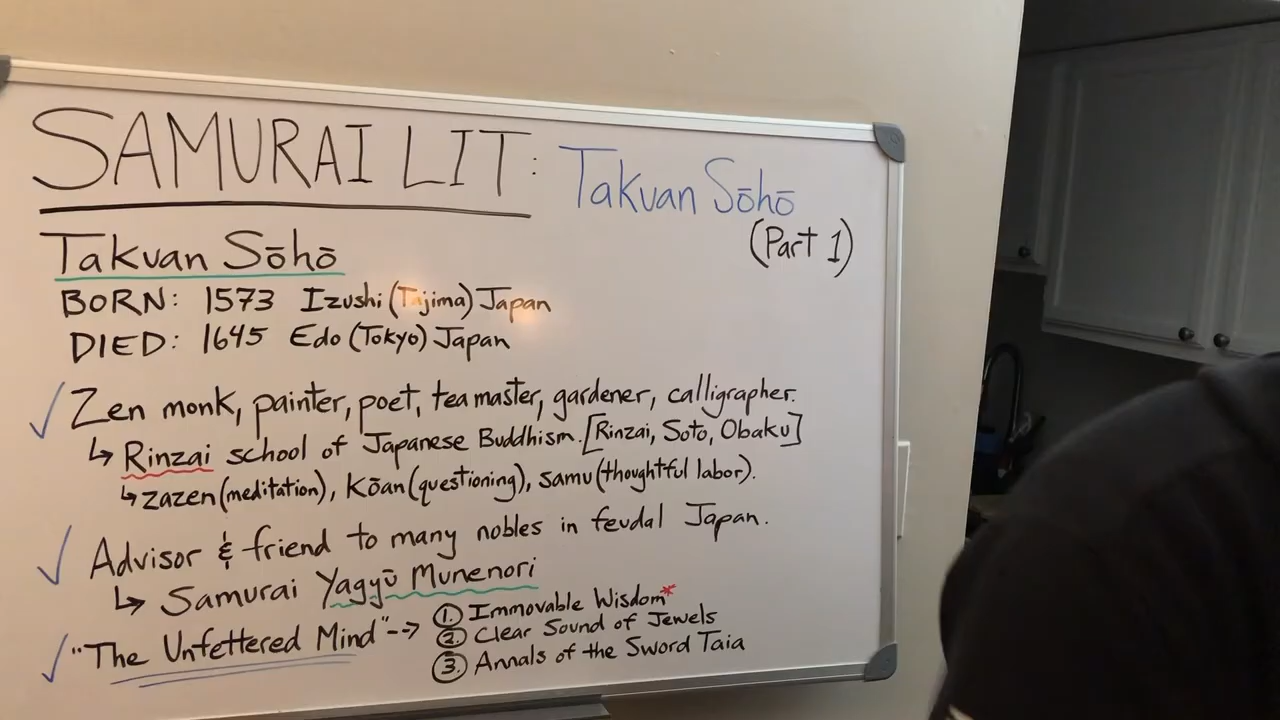 SAMURAI LIT: Takuan Sōhō
(Part 1)
Takuan Sōhō
BORN: 1573 Izushi (Tajima) Japan
DIED: 1645 Edo (Tokyo) Japan
✓ Zen monk, painter, poet, tea master, gardener, calligrapher.
↳ Rinzai school of Japanese Buddhism. [Rinzai, Soto, Obaku]
↳ zazen (meditation), Kōan (questioning), samu (thoughtful labor).
✓ Advisor & friend to many nobles in feudal Japan.
↳ Samurai Yagyū Munenori
✓ "The Unfettered Mind" --> ① Immovable Wisdom*
② Clear Sound of Jewels
③ Annals of the Sword Taia